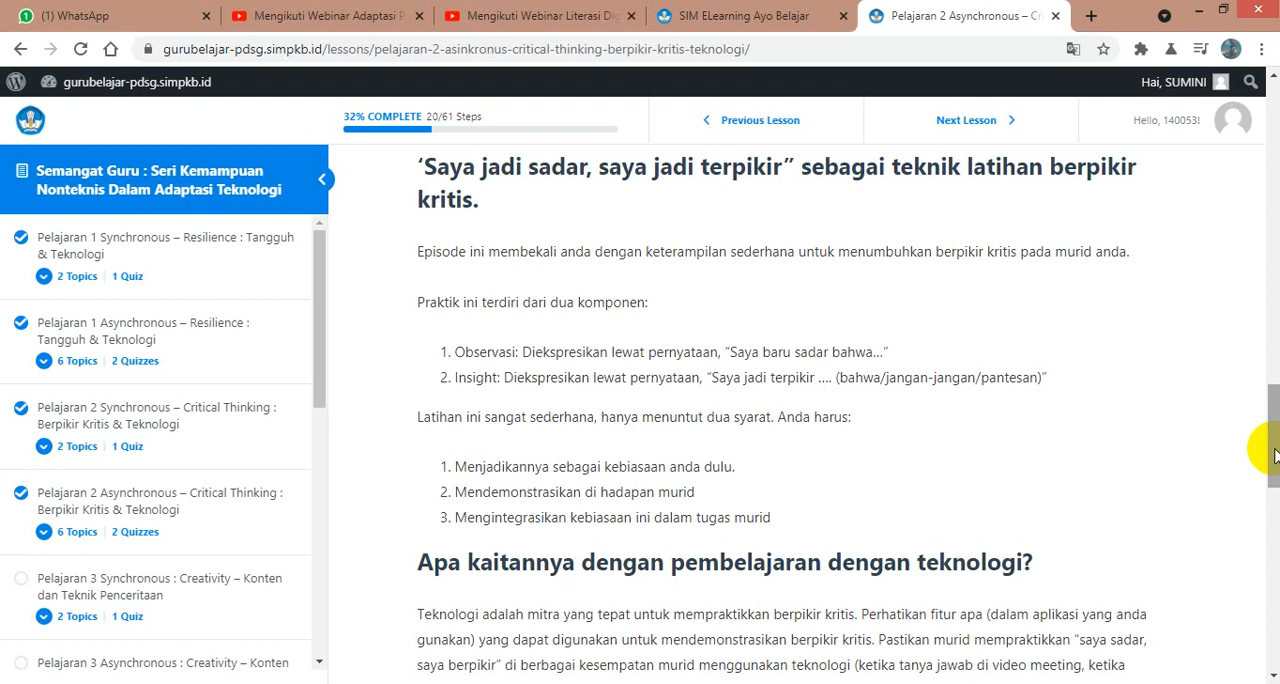 (1) WhatsApp
Mengikuti Webinar Adaptasi P
Mengikuti Webinar Literasi Dig
SIM ELearning Ayo Belajar
Pelajaran 2 Asynchronous – Cr
gurubelajar-pdsg.simpkb.id/lessons/pelajaran-2-asinkronus-critical-thinking-berpikir-kritis-teknologi/
gurubelajar-pdsg.simpkb.id
Hai, SUMINI
32% COMPLETE 20/61 Steps
Previous Lesson
Next Lesson
Hello, 140053!
Semangat Guru : Seri Kemampuan
Nonteknis Dalam Adaptasi Teknologi
Pelajaran 1 Synchronous – Resilience : Tangguh
& Teknologi
2 Topics | 1 Quiz
Pelajaran 1 Asynchronous – Resilience :
Tangguh & Teknologi
6 Topics | 2 Quizzes
Pelajaran 2 Synchronous – Critical Thinking :
Berpikir Kritis & Teknologi
2 Topics | 1 Quiz
Pelajaran 2 Asynchronous – Critical Thinking :
Berpikir Kritis & Teknologi
6 Topics | 2 Quizzes
Pelajaran 3 Synchronous : Creativity – Konten
dan Teknik Penceritaan
2 Topics | 1 Quiz
Pelajaran 3 Asynchronous : Creativity – Konten
‘Saya jadi sadar, saya jadi terpikir” sebagai teknik latihan berpikir
kritis.
Episode ini membekali anda dengan keterampilan sederhana untuk menumbuhkan berpikir kritis pada murid anda.
Praktik ini terdiri dari dua komponen:
1. Observasi: Diekspresikan lewat pernyataan, “Saya baru sadar bahwa…”
2. Insight: Diekspresikan lewat pernyataan, “Saya jadi terpikir …. (bahwa/jangan-jangan/pantesan)”
Latihan ini sangat sederhana, hanya menuntut dua syarat. Anda harus:
1. Menjadikannya sebagai kebiasaan anda dulu.
2. Mendemonstrasikan di hadapan murid
3. Mengintegrasikan kebiasaan ini dalam tugas murid
Apa kaitannya dengan pembelajaran dengan teknologi?
Teknologi adalah mitra yang tepat untuk mempraktikkan berpikir kritis. Perhatikan fitur apa (dalam aplikasi yang anda
gunakan) yang dapat digunakan untuk mendemonstrasikan berpikir kritis. Pastikan murid mempraktikkan “saya sadar,
saya berpikir” di berbagai kesempatan murid menggunakan teknologi (ketika tanya jawab di video meeting, ketika